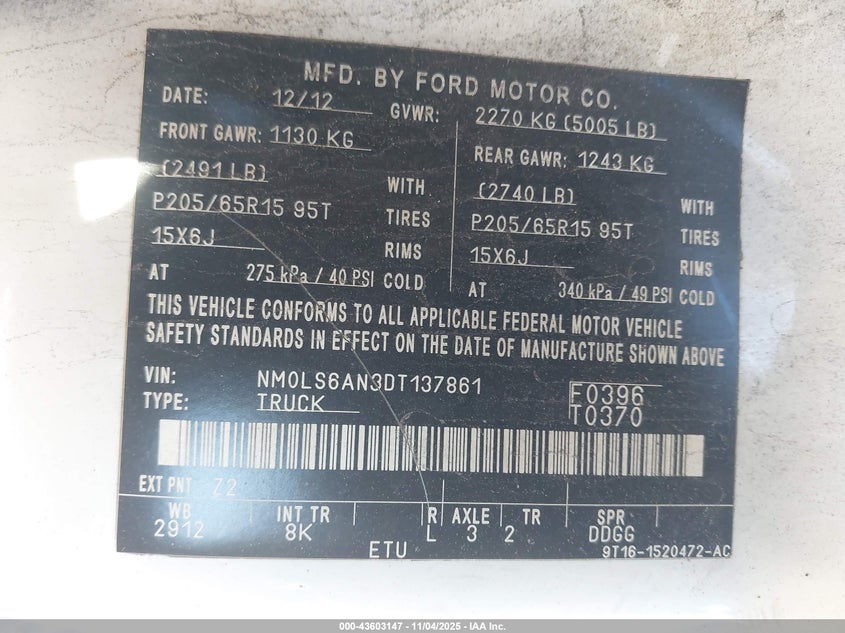 MFD. BY FORD MOTOR CO.
DATE: 12/12 GVWR: 2270 KG (5005 LB)
FRONT GAWR: 1130 KG REAR GAWR: 1243 KG
(2491 LB) WITH (2740 LB) WITH
P205/65R15 95T TIRES P205/65R15 95T TIRES
15X6J RIMS 15X6J RIMS
AT 275 kPa / 40 PSI COLD AT 340 kPa / 49 PSI COLD
THIS VEHICLE CONFORMS TO ALL APPLICABLE FEDERAL MOTOR VEHICLE
SAFETY STANDARDS IN EFFECT ON THE DATE OF MANUFACTURE SHOWN ABOVE
VIN: NM0LS6AN3DT137861 F0396
TYPE: TRUCK T0370
EXT PNT Z2
WB INT TR R AXLE TR SPR
2912 8K L 3 2 DDGG
ETU 9T16-1520472-AC
000-43603147 - 11/04/2025 - IAA Inc.